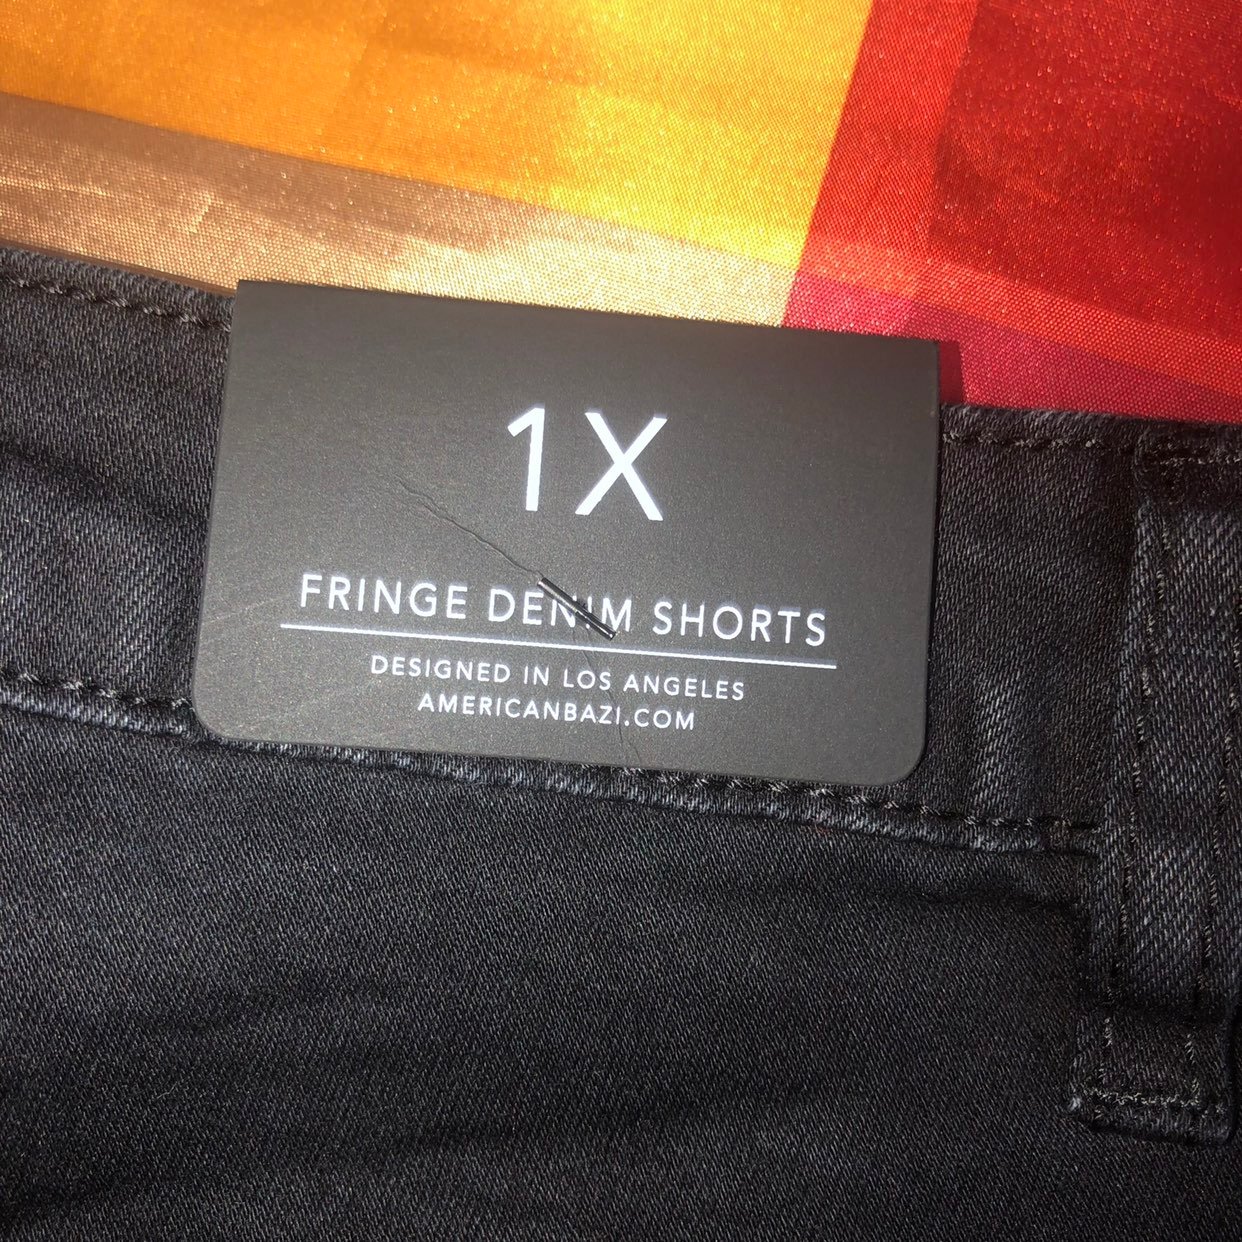 1X
FRINGE DENIM SHORTS
DESIGNED IN LOS ANGELES
AMERICANBAZI.COM